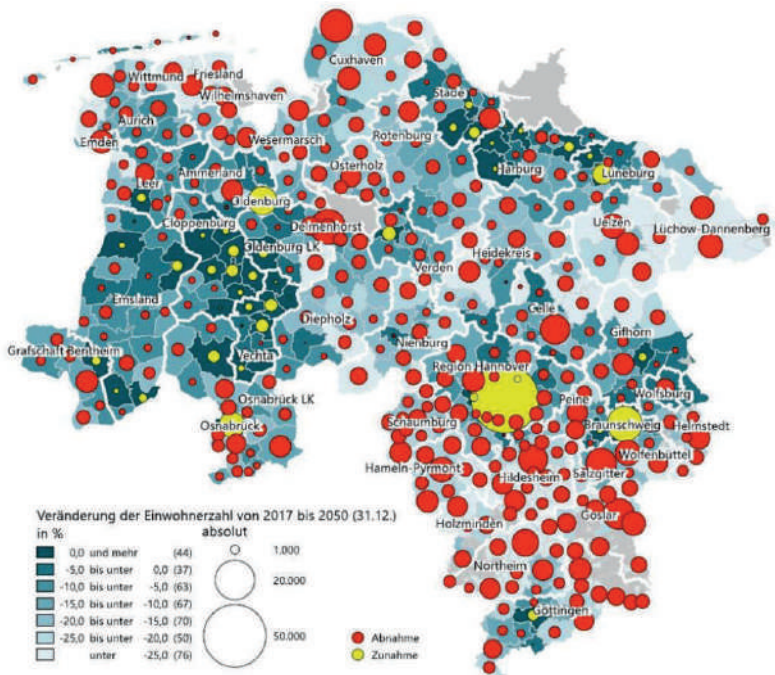 Cuxhaven
Wittmund
Friesland
Wilhelmshaven
Stade
Aurich
Emden
Wesermarsch
Rotenburg
Osterholz
Harburg
Lüneburg
Leer
Ammerland
Oldenburg
Cloppenburg
Delmenhorst
Uelzen
Lüchow-Dannenberg
Oldenburg LK
Heidekreis
Verden
Emsland
Celle
Diepholz
Gifhorn
Nienburg
Grafschaft Bentheim
Vechta
Region Hannover
Wolfsburg
Osnabrück LK
Peine
Osnabrück
Schaumburg
Braunschweig
Helmstedt
Wolfenbüttel
Hameln-Pyrmont
Salzgitter
Hildesheim
Goslar
Holzminden
Northeim
Göttingen
Veränderung der Einwohnerzahl von 2017 bis 2050 (31.12.)
in %
absolut
0,0 und mehr (44)
-5,0 bis unter 0,0 (37)
-10,0 bis unter -5,0 (63)
-15,0 bis unter -10,0 (67)
-20,0 bis unter -15,0 (70)
-25,0 bis unter -20,0 (50)
unter -25,0 (76)
1.000
20.000
50.000
Abnahme
Zunahme